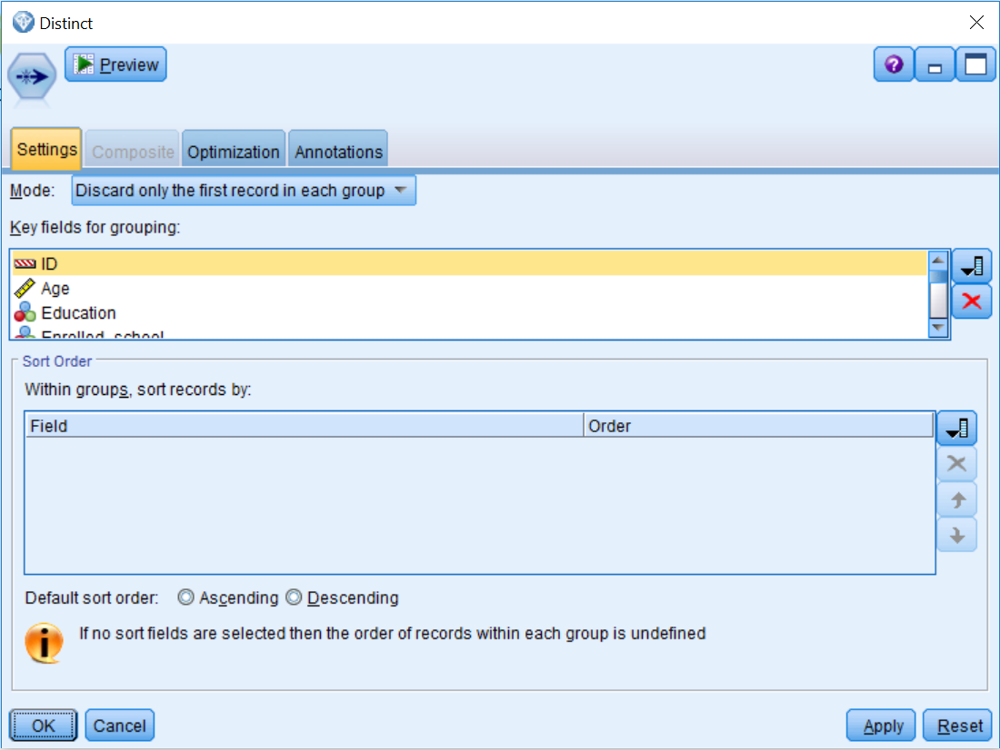 Distinct
Preview
Settings Composite Optimization Annotations
Mode: Discard only the first record in each group
Key fields for grouping:
ID
Age
Education
Enrolled_school
Sort Order
Within groups, sort records by:
Field Order
Default sort order: Ascending Descending
If no sort fields are selected then the order of records within each group is undefined
OK Cancel Apply Reset